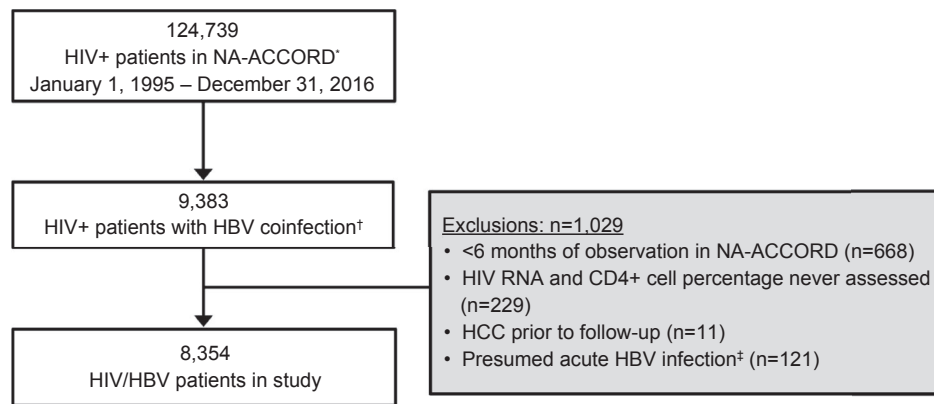 124,739
HIV+ patients in NA-ACCORD*
January 1, 1995 – December 31, 2016
9,383
HIV+ patients with HBV coinfection†
Exclusions: n=1,029
• <6 months of observation in NA-ACCORD (n=668)
• HIV RNA and CD4+ cell percentage never assessed
(n=229)
• HCC prior to follow-up (n=11)
• Presumed acute HBV infection‡ (n=121)
8,354
HIV/HBV patients in study